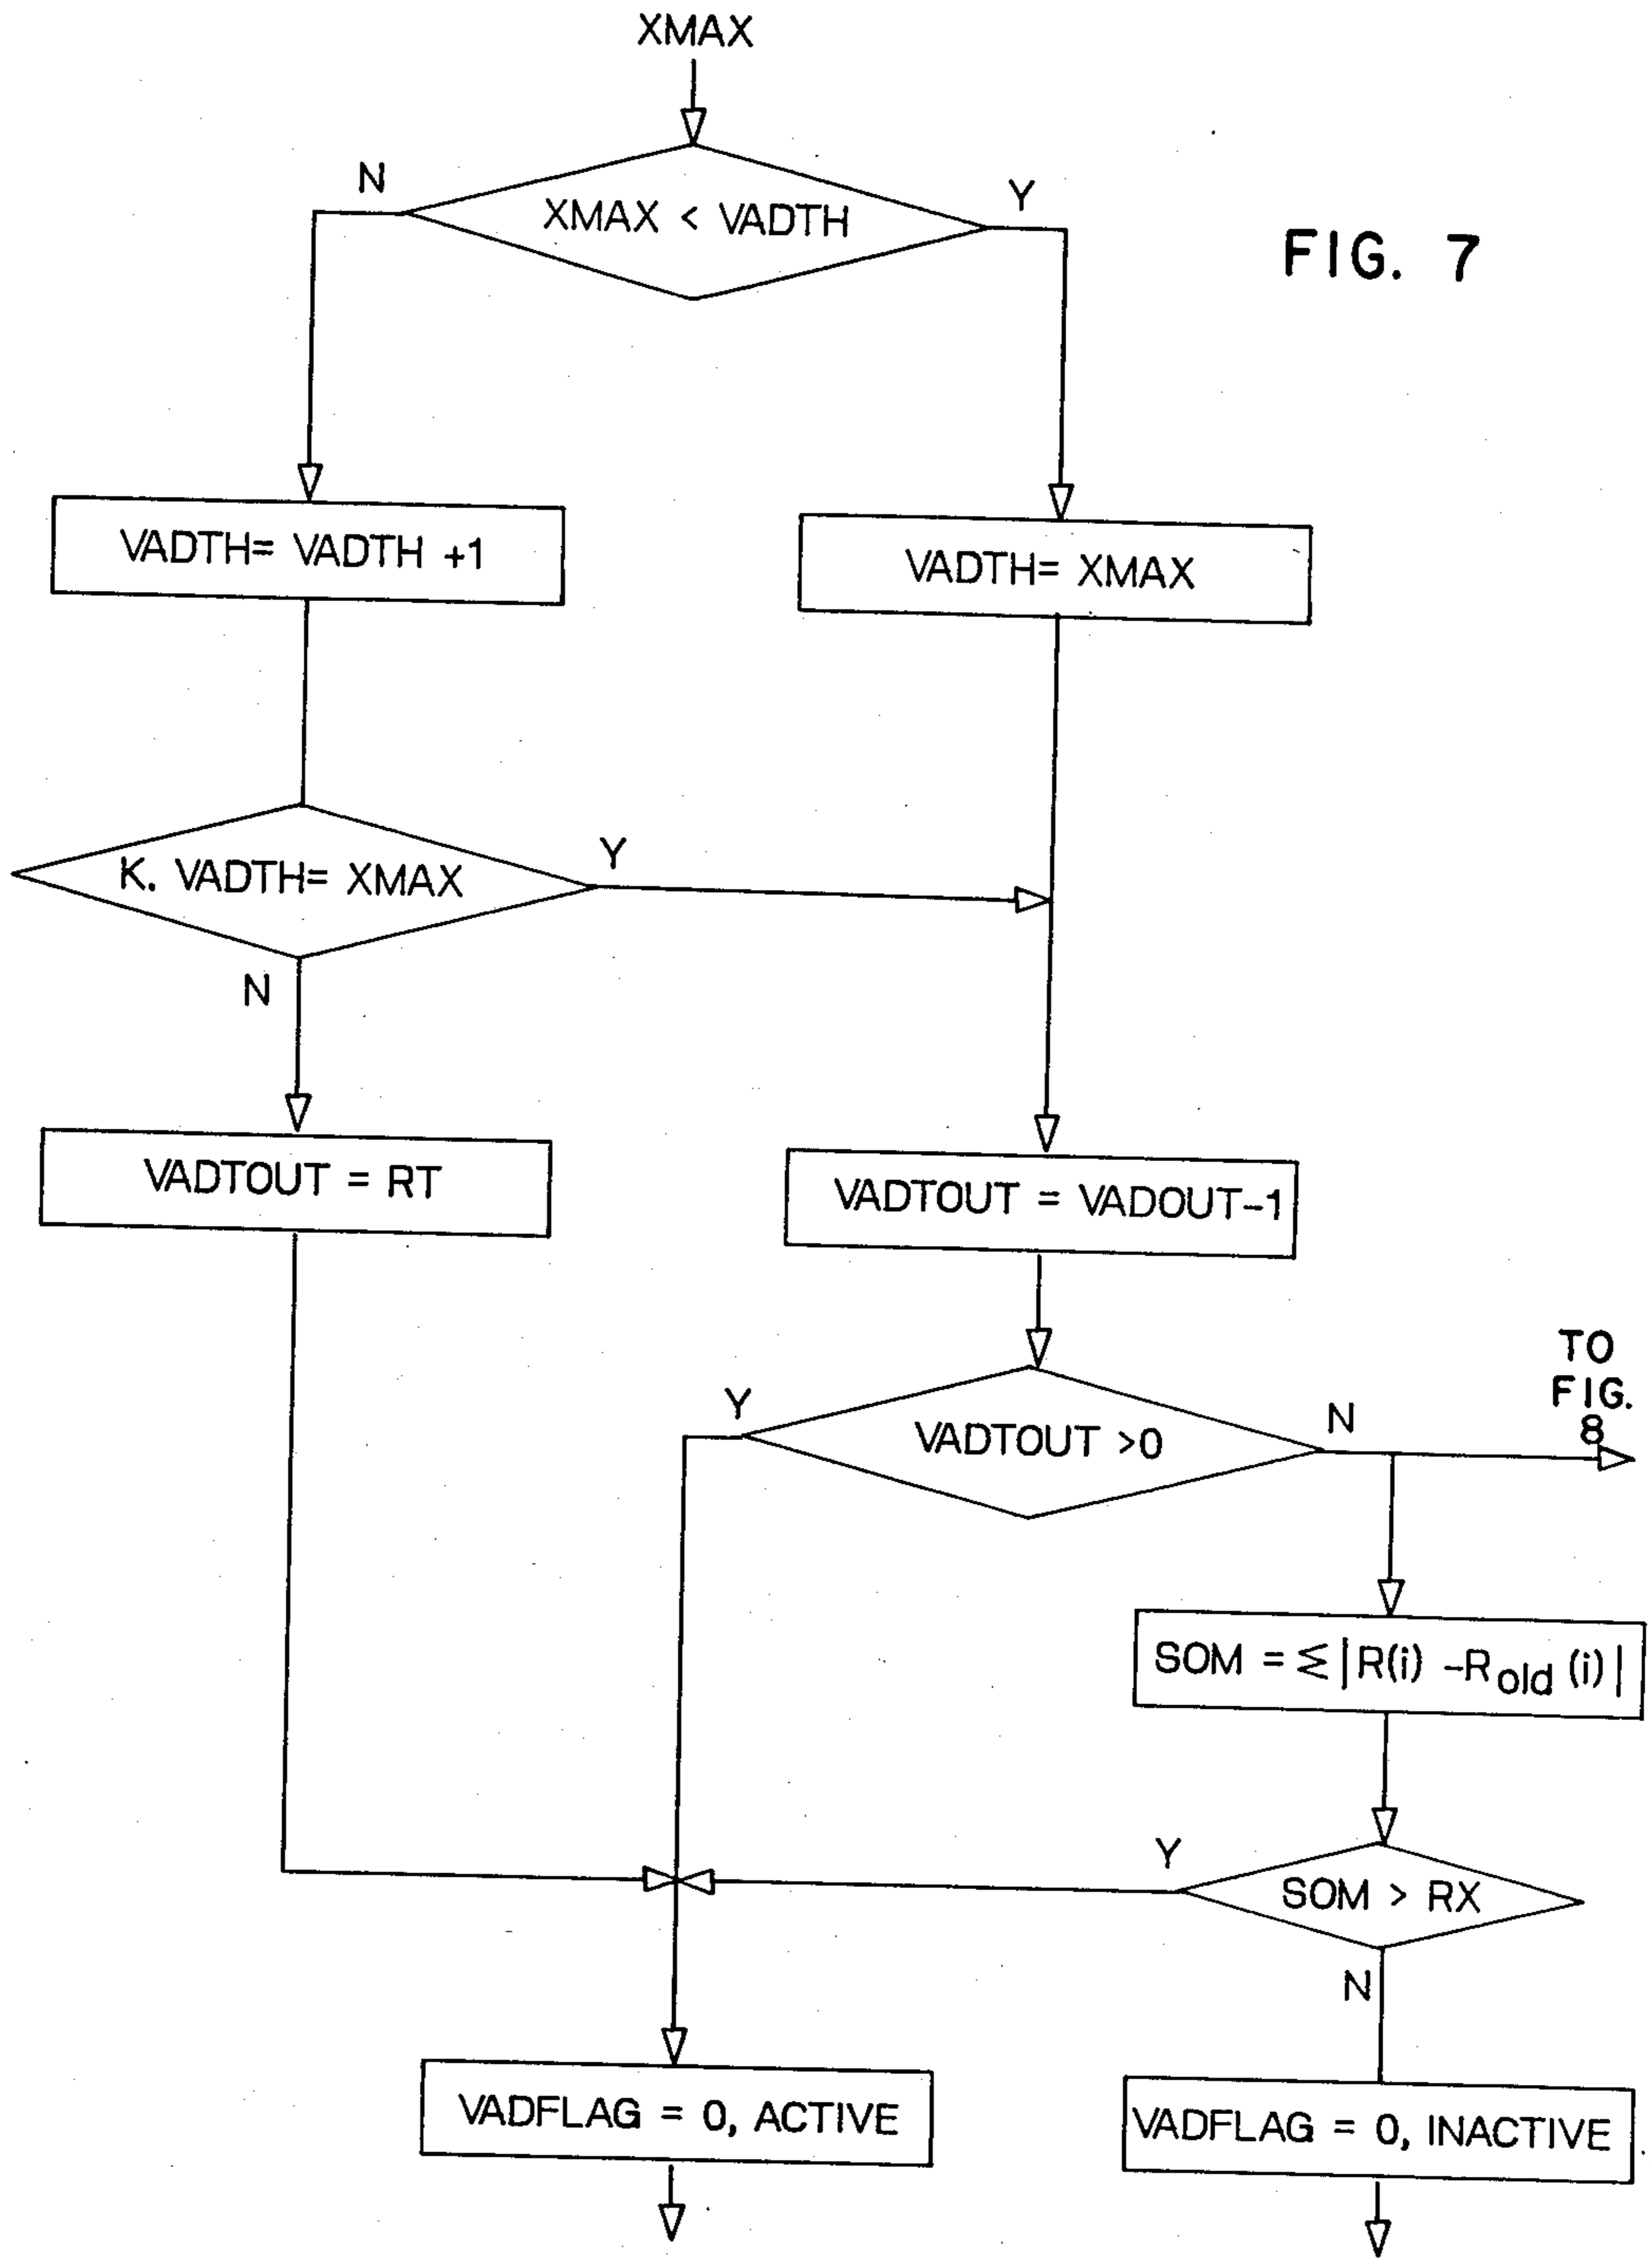 XMAX
N
Y
XMAX < VADTH
FIG. 7
VADTH= VADTH +1
VADTH= XMAX
Y
K. VADTH= XMAX
N
VADTOUT = RT
VADTOUT = VADOUT-1
TO
FIG.
8
Y
N
VADTOUT >0
SOM = ≤ |R(i) -Rold (i)|
Y
SOM > RX
N
VADFLAG = 0, ACTIVE
VADFLAG = 0, INACTIVE